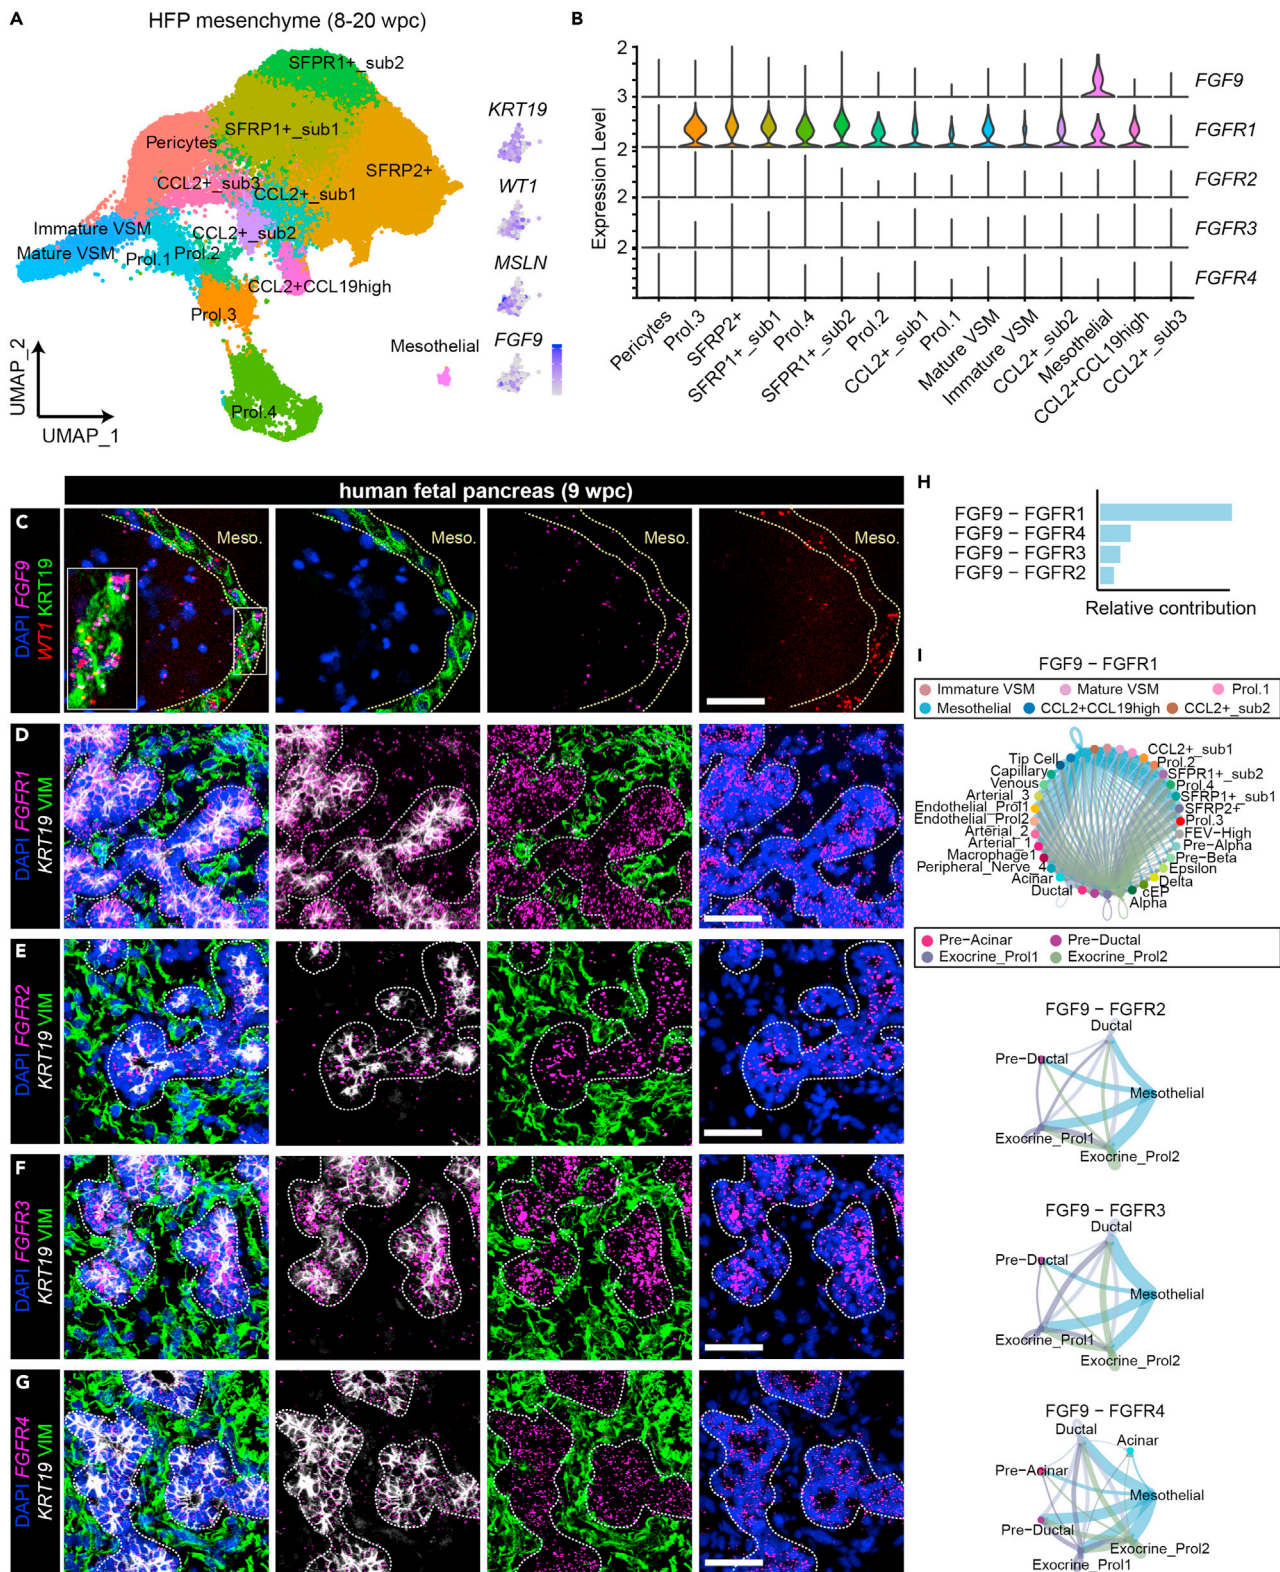 A
HFP mesenchyme (8-20 wpc)
SFPR1+_sub2
SFRP1+_sub1
Pericytes
SFRP2+
CCL2+_sub3
CCL2+_sub1
Immature VSM
CCL2+_sub2
Mature VSM
Prol.1
Prol.2
CCL2+CCL19high
Prol.3
Mesothelial
Prol.4
UMAP_2
UMAP_1
KRT19
WT1
MSLN
FGF9
B
Expression Level
2
3
2
2
2
FGF9
FGFR1
FGFR2
FGFR3
FGFR4
Pericytes
Prol.3
SFRP2+
SFRP1+_sub1
Prol.4
SFPR1+_sub2
Prol.2
CCL2+_sub1
Prol.1
Mature VSM
Immature VSM
CCL2+_sub2
Mesothelial
CCL2+CCL19high
CCL2+_sub3
human fetal pancreas (9 wpc)
C
DAPI FGF9
WT1 KRT19
Meso.
Meso.
Meso.
Meso.
D
DAPI FGFR1
KRT19 VIM
E
DAPI FGFR2
KRT19 VIM
F
DAPI FGFR3
KRT19 VIM
G
DAPI FGFR4
KRT19 VIM
H
FGF9 – FGFR1
FGF9 – FGFR4
FGF9 – FGFR3
FGF9 – FGFR2
Relative contribution
I
FGF9 – FGFR1
Immature VSM Mature VSM Prol.1
Mesothelial CCL2+CCL19high CCL2+_sub2
CCL2+_sub1
Prol.2
SFPR1+_sub2
Prol.4
SFRP1+_sub1
SFRP2+
Prol.3
FEV-High
Pre-Alpha
Pre-Beta
Epsilon
Delta
cEP
Alpha
Tip Cell
Capillary
Venous
Arterial_3
Endothelial_Prol1
Endothelial_Prol2
Arterial_2
Arterial_1
Macrophage1
Peripheral_Nerve_4
Acinar
Ductal
Pre−Acinar Pre−Ductal
Exocrine_Prol1 Exocrine_Prol2
FGF9 – FGFR2
Ductal
Pre−Ductal
Mesothelial
Exocrine_Prol1
Exocrine_Prol2
FGF9 – FGFR3
Ductal
Pre−Ductal
Mesothelial
Exocrine_Prol1
Exocrine_Prol2
FGF9 – FGFR4
Ductal
Acinar
Pre−Acinar
Mesothelial
Pre−Ductal
Exocrine_Prol2
Exocrine_Prol1